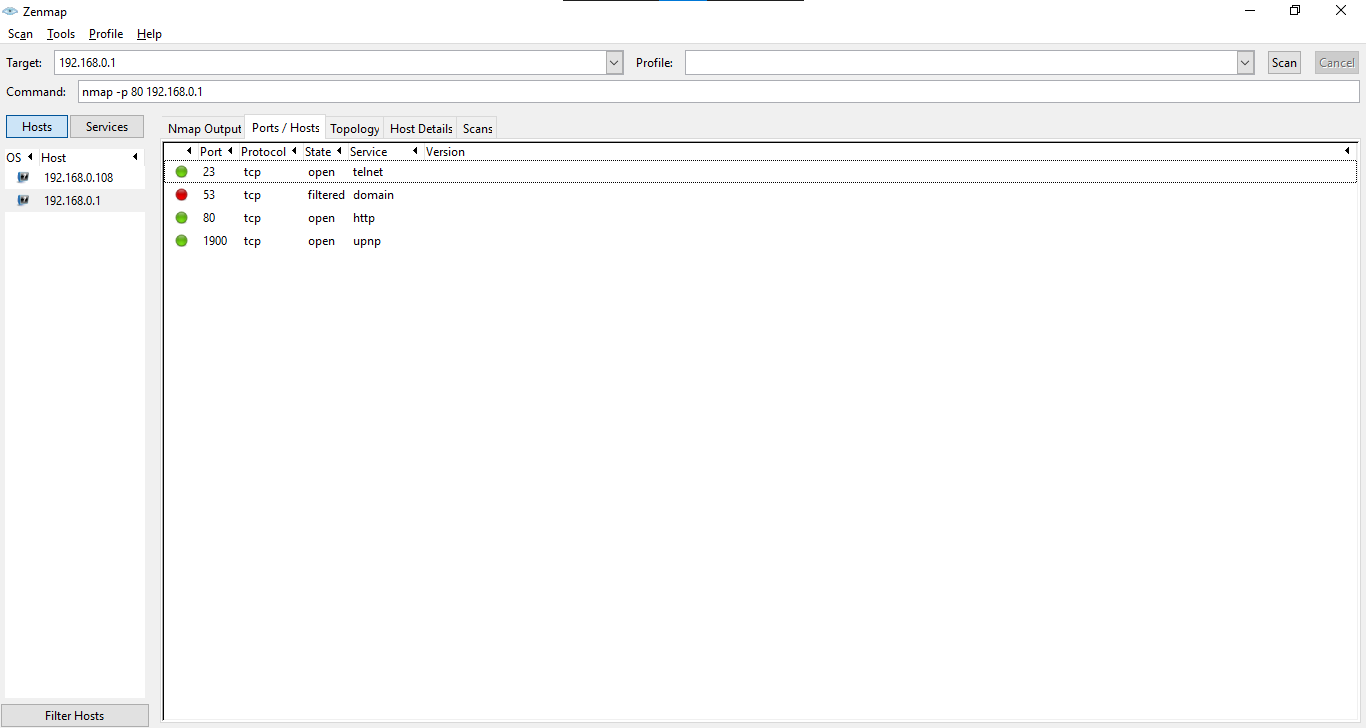 Zenmap
Scan Tools Profile Help
Target: 192.168.0.1 Profile: Scan Cancel
Command: nmap -p 80 192.168.0.1
Hosts Services Nmap Output Ports / Hosts Topology Host Details Scans
OS Host Port Protocol State Service Version
192.168.0.108 23 tcp open telnet
192.168.0.1 53 tcp filtered domain
80 tcp open http
1900 tcp open upnp
Filter Hosts